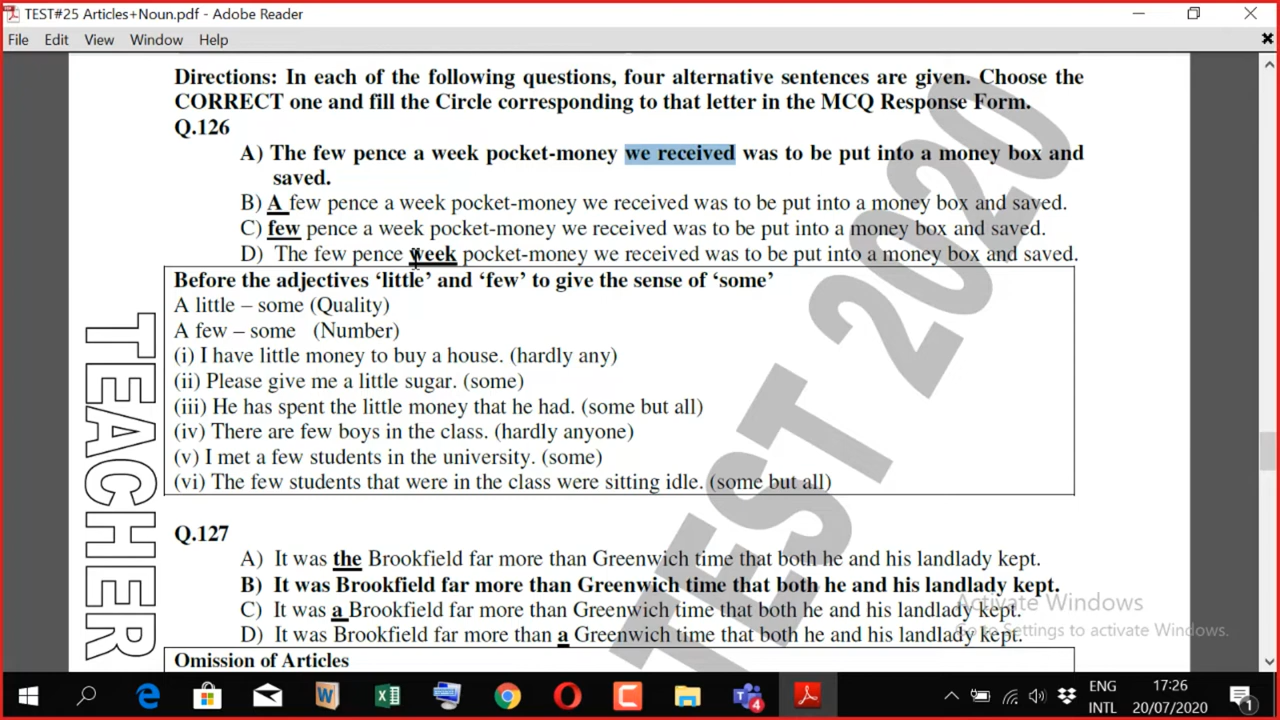 TEST#25 Articles+Noun.pdf - Adobe Reader
File Edit View Window Help
Directions: In each of the following questions, four alternative sentences are given. Choose the
CORRECT one and fill the Circle corresponding to that letter in the MCQ Response Form.
Q.126
A) The few pence a week pocket-money we received was to be put into a money box and
saved.
B) A few pence a week pocket-money we received was to be put into a money box and saved.
C) few pence a week pocket-money we received was to be put into a money box and saved.
D) The few pence week pocket-money we received was to be put into a money box and saved.
Before the adjectives ‘little’ and ‘few’ to give the sense of ‘some’
A little – some (Quality)
A few – some (Number)
(i) I have little money to buy a house. (hardly any)
(ii) Please give me a little sugar. (some)
(iii) He has spent the little money that he had. (some but all)
(iv) There are few boys in the class. (hardly anyone)
(v) I met a few students in the university. (some)
(vi) The few students that were in the class were sitting idle. (some but all)
Q.127
A) It was the Brookfield far more than Greenwich time that both he and his landlady kept.
B) It was Brookfield far more than Greenwich time that both he and his landlady kept.
C) It was a Brookfield far more than Greenwich time that both he and his landlady kept.
D) It was Brookfield far more than a Greenwich time that both he and his landlady kept.
Omission of Articles
TEACHER
TEST 2020
TEST
Activate Windows
Go to Settings to activate Windows.
4
ENG
INTL
17:26
20/07/2020
1